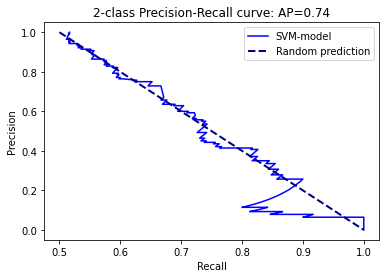 2-class Precision-Recall curve: AP=0.74
SVM-model
Random prediction
1.0
0.8
0.6
0.4
0.2
0.0
Precision
0.5 0.6 0.7 0.8 0.9 1.0
Recall